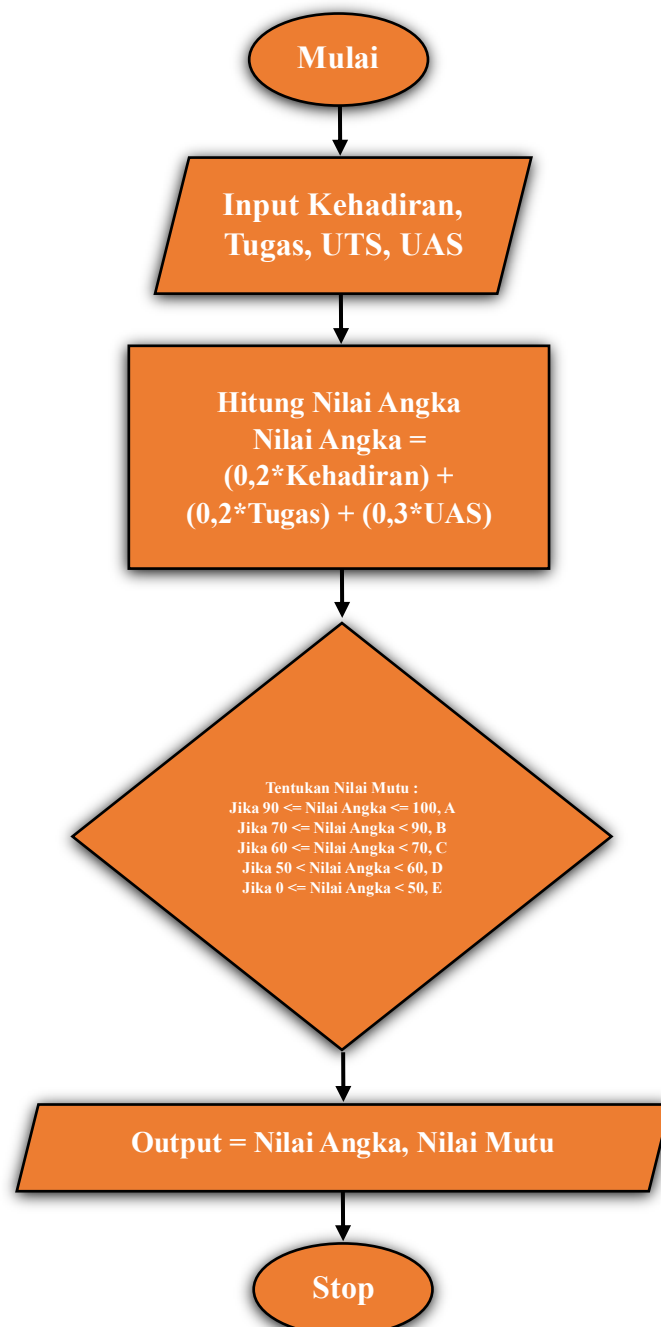 Mulai
Input Kehadiran,
Tugas, UTS, UAS
Hitung Nilai Angka
Nilai Angka =
(0,2*Kehadiran) +
(0,2*Tugas) + (0,3*UAS)
Tentukan Nilai Mutu :
Jika 90 <= Nilai Angka <= 100, A
Jika 70 <= Nilai Angka < 90, B
Jika 60 <= Nilai Angka < 70, C
Jika 50 < Nilai Angka < 60, D
Jika 0 <= Nilai Angka < 50, E
Output = Nilai Angka, Nilai Mutu
Stop